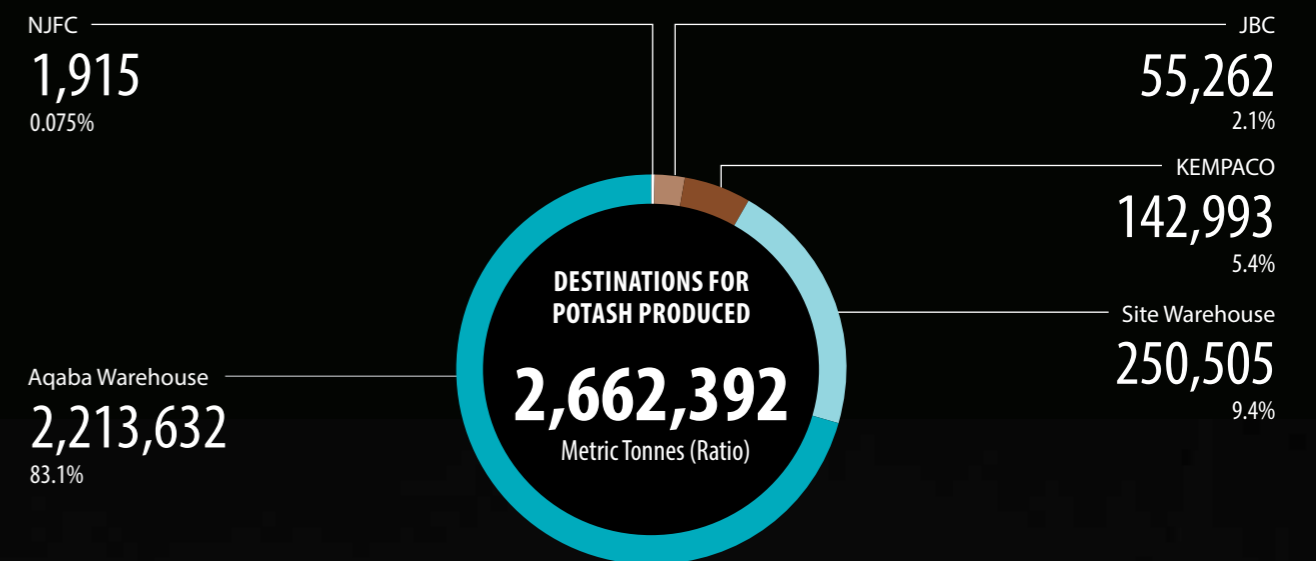 NJFC
1,915
0.075%
JBC
55,262
2.1%
KEMPACO
142,993
5.4%
Site Warehouse
250,505
9.4%
Aqaba Warehouse
2,213,632
83.1%
DESTINATIONS FOR
POTASH PRODUCED
2,662,392
Metric Tonnes (Ratio)